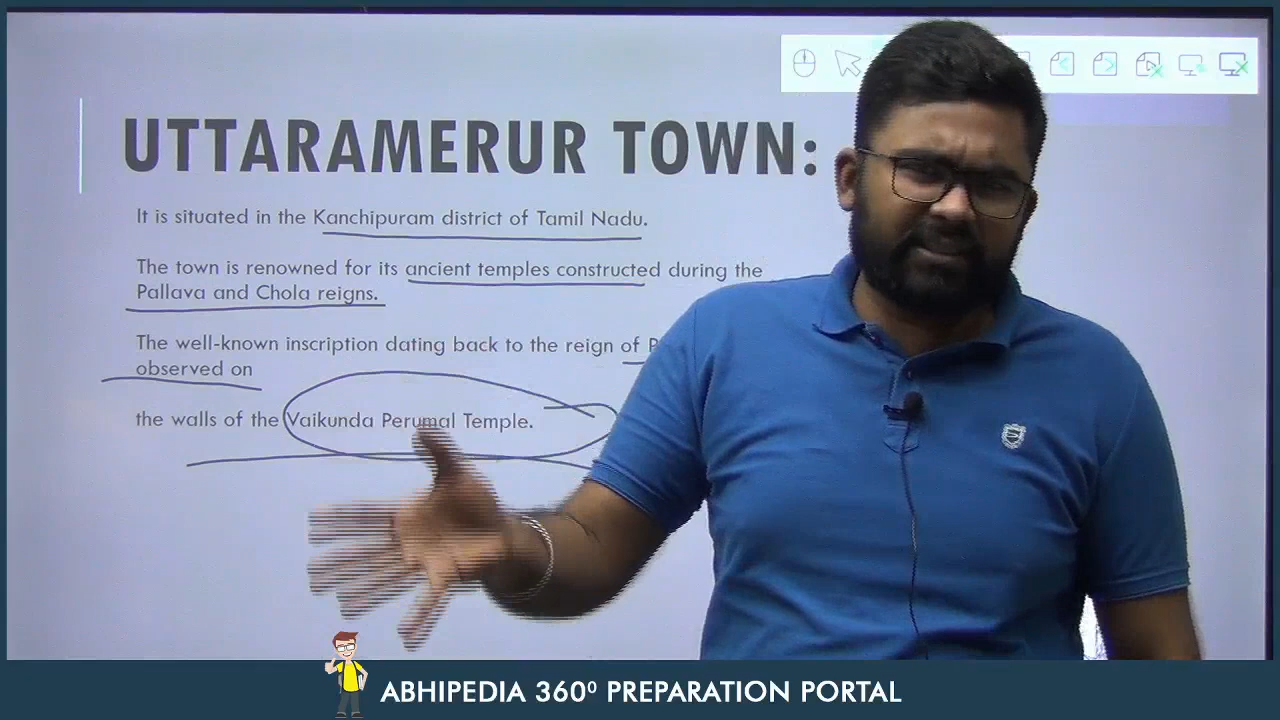 UTTARAMERUR TOWN:
It is situated in the Kanchipuram district of Tamil Nadu.
The town is renowned for its ancient temples constructed during the
Pallava and Chola reigns.
The well-known inscription dating back to the reign of
observed on
the walls of the Vaikunda Perumal Temple.
ABHIPEDIA 360⁰ PREPARATION PORTAL